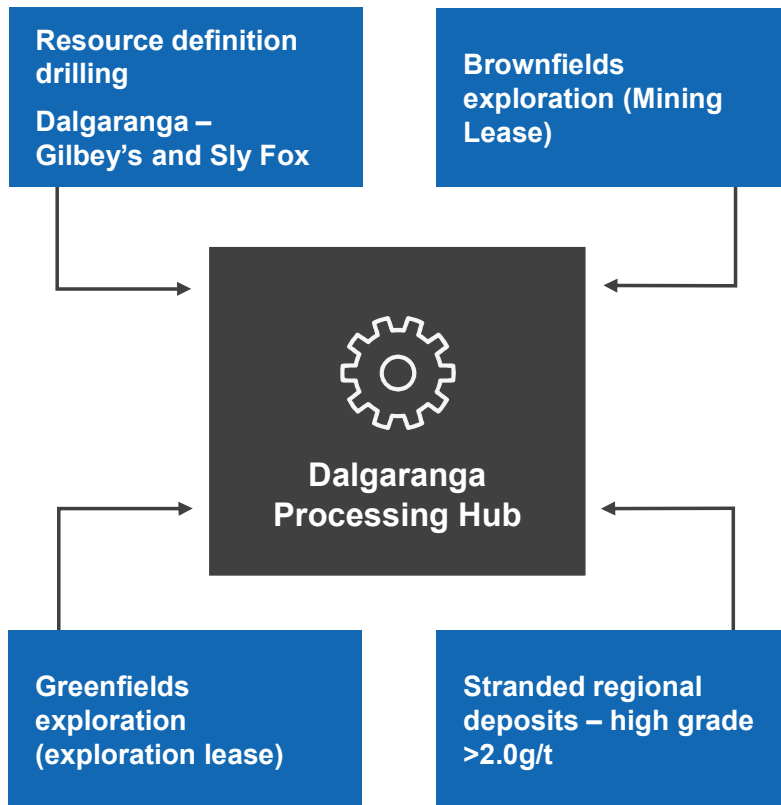 Resource definition
drilling
Dalgaranga –
Gilbey’s and Sly Fox
Brownfields
exploration (Mining
Lease)
Dalgaranga
Processing Hub
Greenfields
exploration
(exploration lease)
Stranded regional
deposits – high grade
>2.0g/t